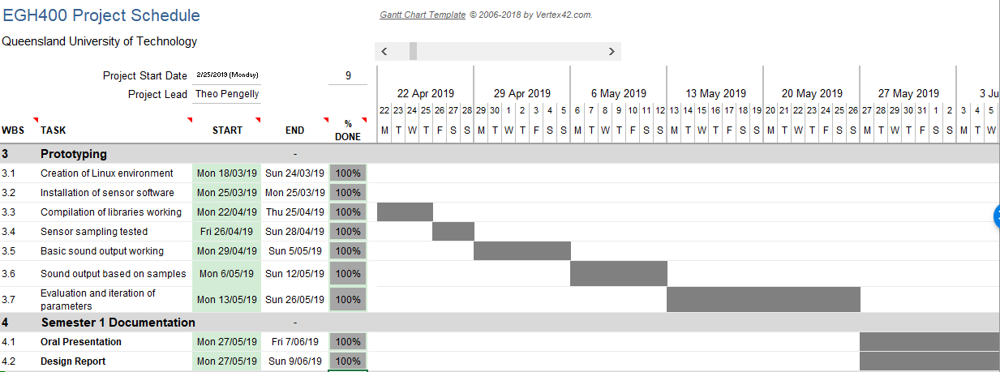 EGH400 Project Schedule
Gantt Chart Template © 2006-2018 by Vertex42.com.
Queensland University of Technology
Project Start Date 2/25/2019 (Monday) 9
Project Lead Theo Pengelly
22 Apr 2019 29 Apr 2019 6 May 2019 13 May 2019 20 May 2019 27 May 2019 3 Ju
22 23 24 25 26 27 28 29 30 1 2 3 4 5 6 7 8 9 10 11 12 13 14 15 16 17 18 19 20 21 22 23 24 25 26 27 28 29 30 31 1 2 3 4 5
WBS TASK START END % DONE M T W T F S S M T W T F S S M T W T F S S M T W T F S S M T W T F S S M T W T F S S M T W
3 Prototyping -
3.1 Creation of Linux environment Mon 18/03/19 Sun 24/03/19 100%
3.2 Installation of sensor software Mon 25/03/19 Mon 25/03/19 100%
3.3 Compilation of libraries working Mon 22/04/19 Thu 25/04/19 100%
3.4 Sensor sampling tested Fri 26/04/19 Sun 28/04/19 100%
3.5 Basic sound output working Mon 29/04/19 Sun 5/05/19 100%
3.6 Sound output based on samples Mon 6/05/19 Sun 12/05/19 100%
3.7 Evaluation and iteration of parameters Mon 13/05/19 Sun 26/05/19 100%
4 Semester 1 Documentation -
4.1 Oral Presentation Mon 27/05/19 Fri 7/06/19 100%
4.2 Design Report Mon 27/05/19 Sun 9/06/19 100%